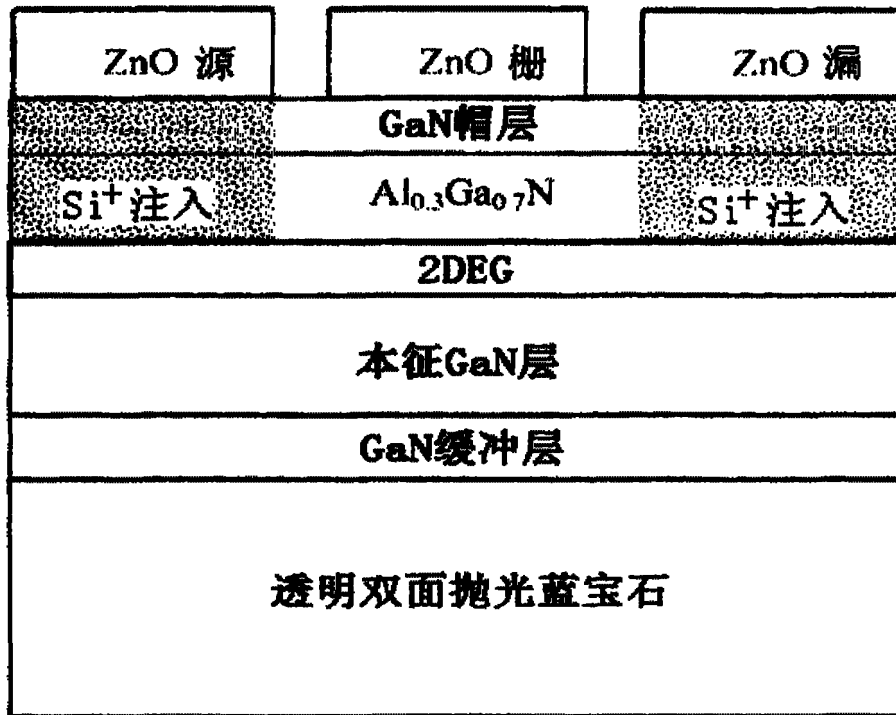 ZnO 源
ZnO 栅
ZnO 漏
GaN帽层
Si⁺注入
Al₀.₃Ga₀.₇N
Si⁺注入
2DEG
本征GaN层
GaN缓冲层
透明双面抛光蓝宝石